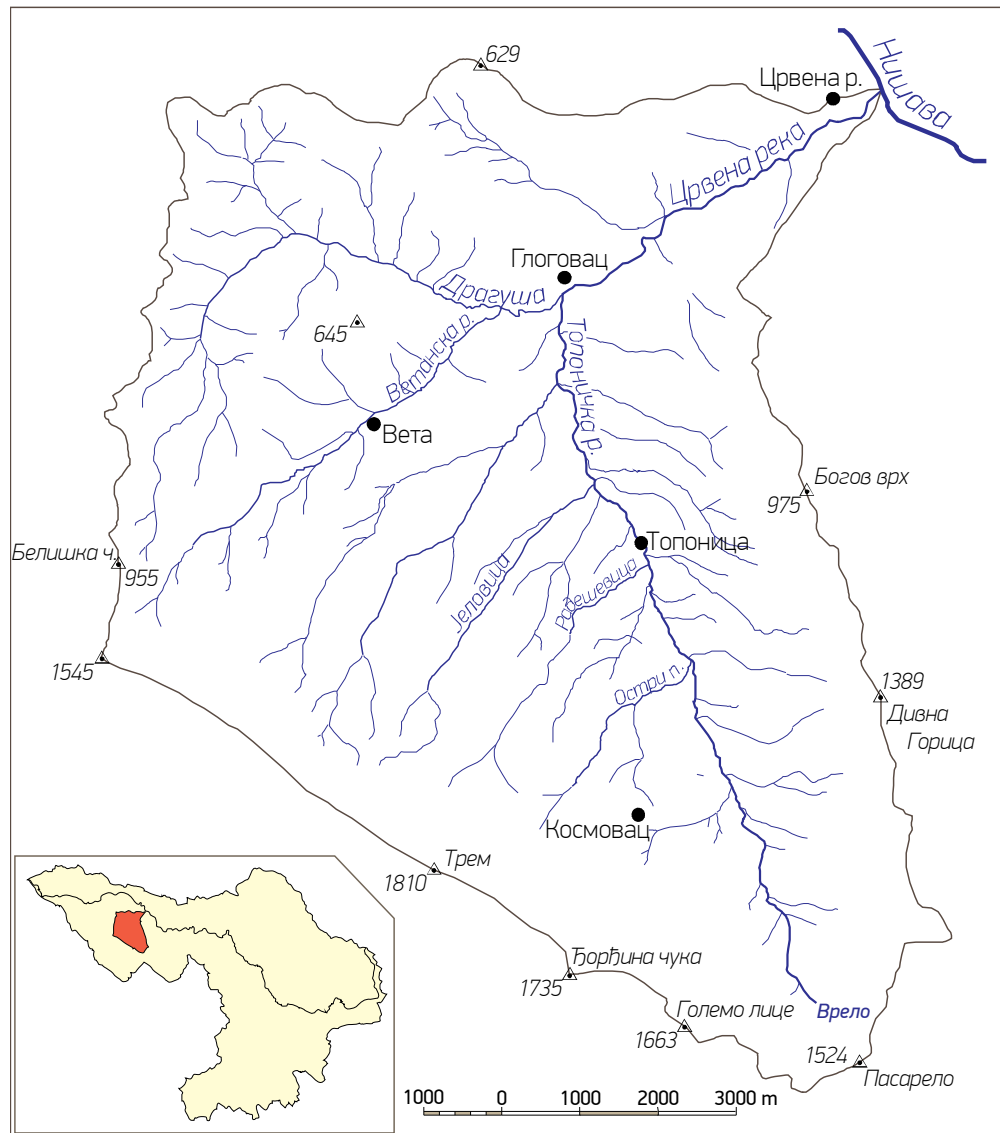 629
Црвена р.
Нишава
Црвена река
Глоговац
Драгуша
645
Ветанска р.
Топоничка р.
Вета
Богов врх
975
Белишка ч.
955
Топоница
Јеловица
Радешевица
1545
Остри п.
1389
Дивна
Горица
Космовац
Трем
1810
Ђорђина чука
1735
Големо лице
1663
Врело
1524
Пасарело
1000 0 1000 2000 3000 m